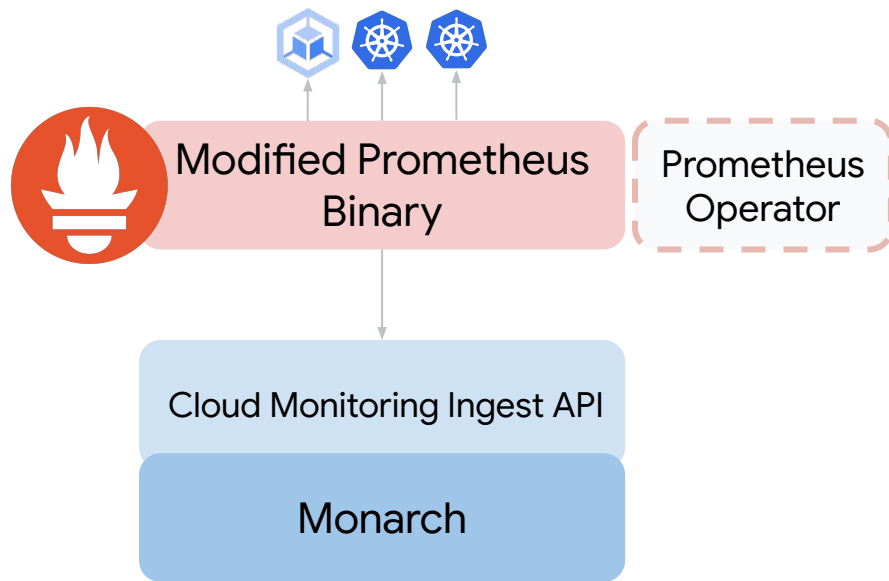 Modified Prometheus
Binary
Prometheus
Operator
Cloud Monitoring Ingest API
Monarch